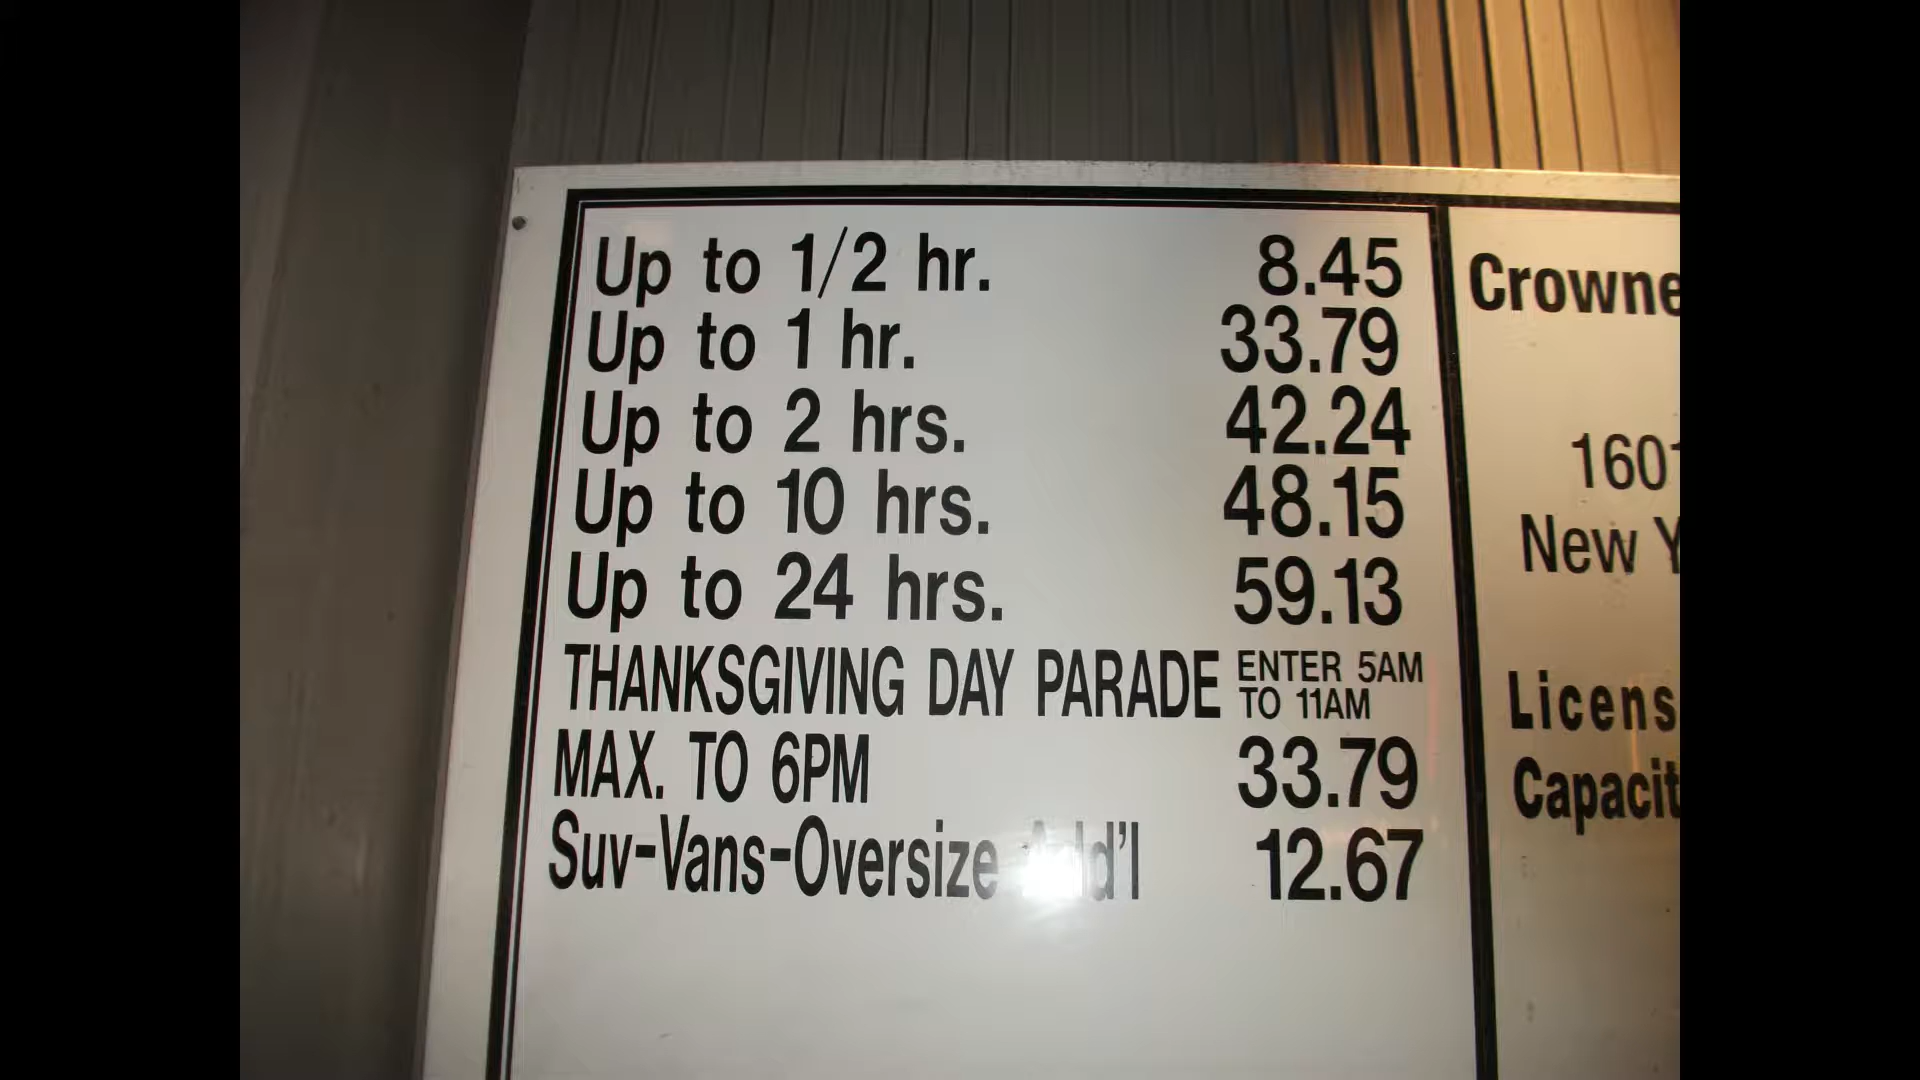 Up to 1/2 hr. 8.45
Up to 1 hr. 33.79
Up to 2 hrs. 42.24
Up to 10 hrs. 48.15
Up to 24 hrs. 59.13
THANKSGIVING DAY PARADE ENTER 5AM
TO 11AM
MAX. TO 6PM 33.79
Suv-Vans-Oversize Add'l 12.67
Crowne
1601
New Y
Licens
Capacit